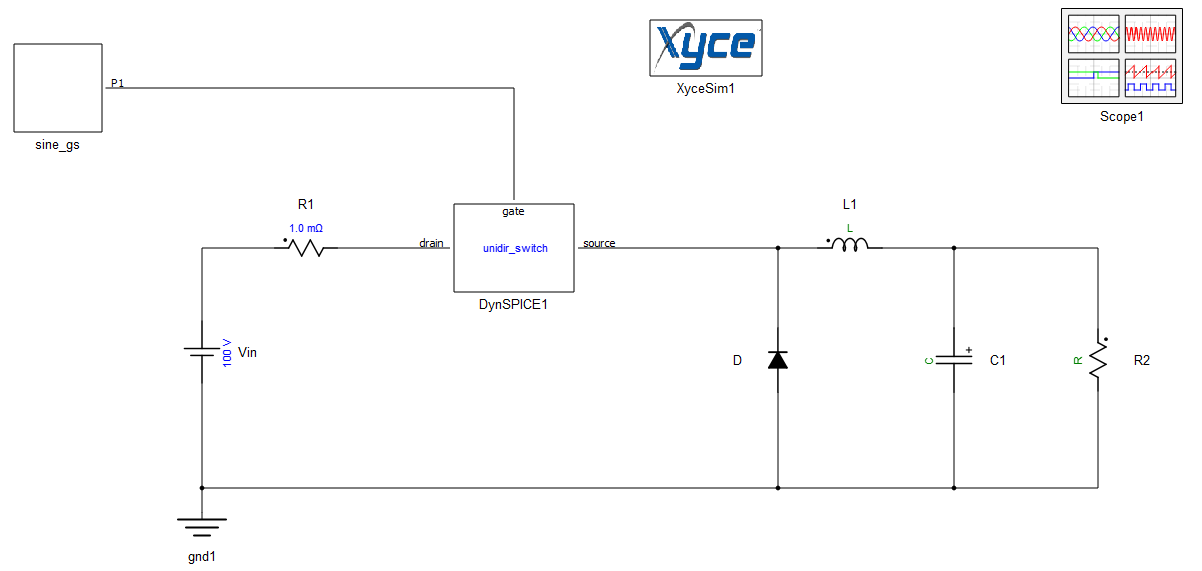 P1
sine_gs
Xyce
XyceSim1
Scope1
R1
1.0 mΩ
drain
gate
unidir_switch
source
DynSPICE1
L1
L
100 V
Vin
D
C
C1
R
R2
gnd1